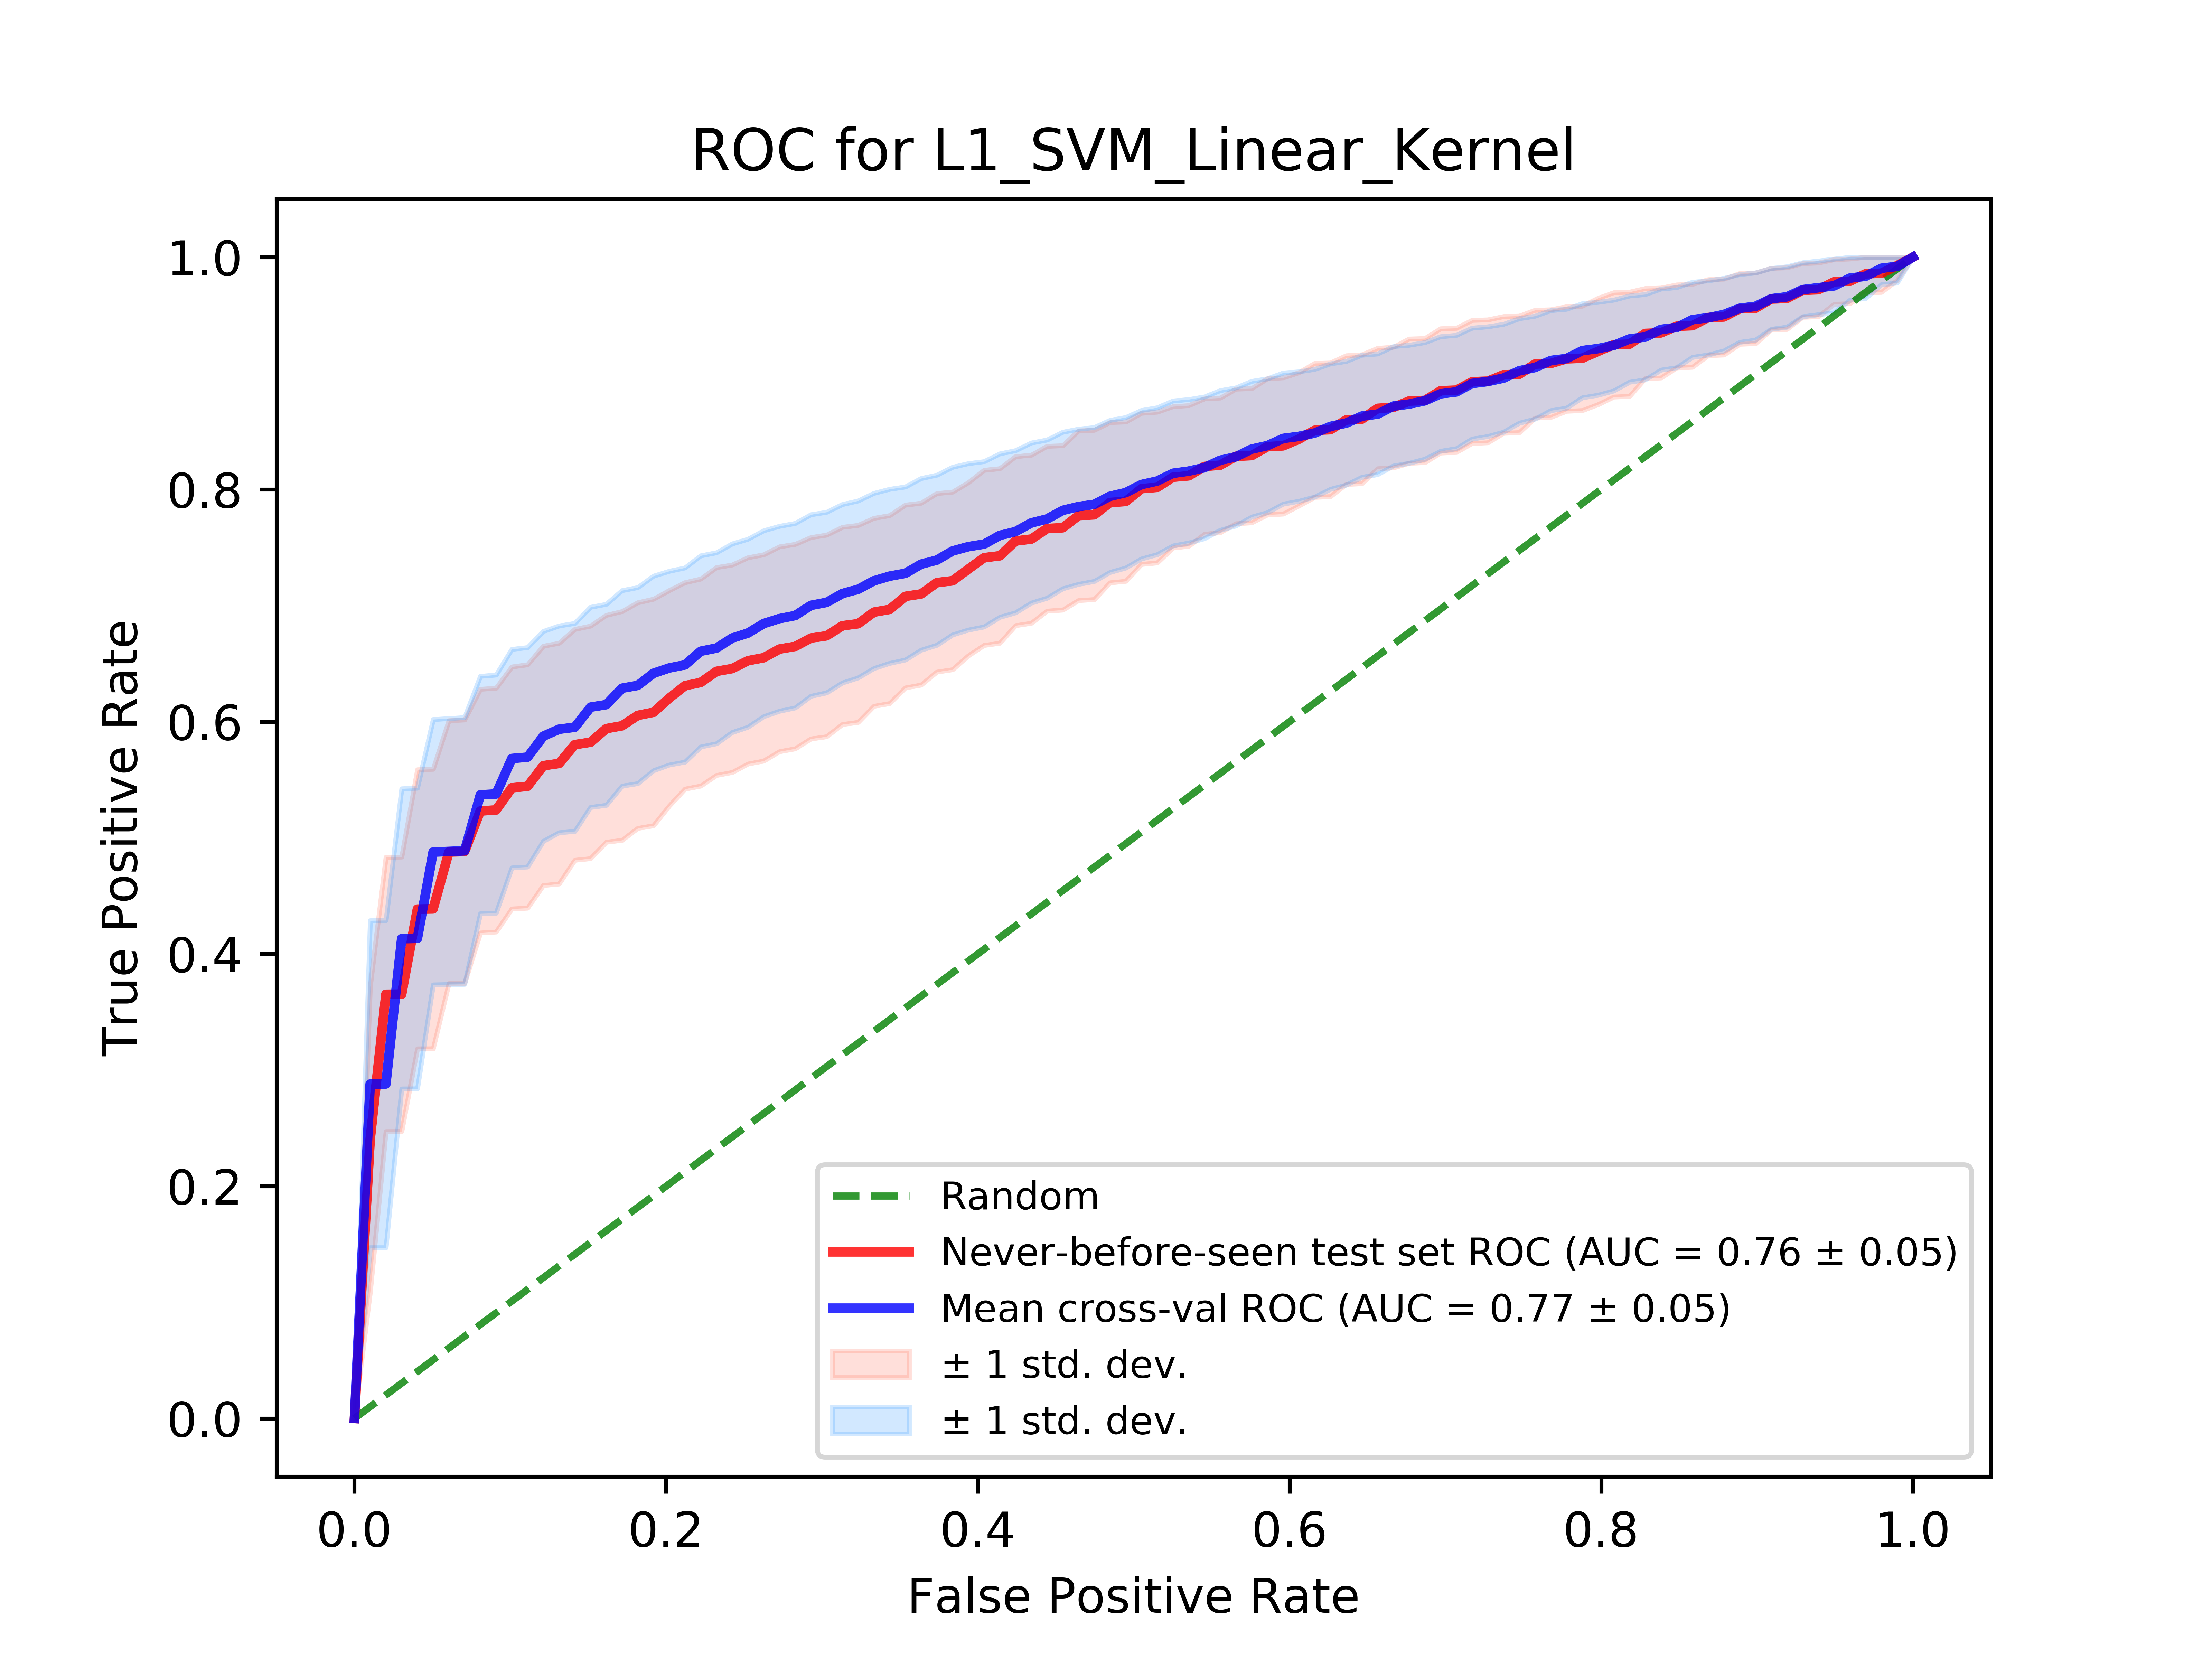 ROC for L1_SVM_Linear_Kernel
True Positive Rate
1.0
0.8
0.6
0.4
0.2
0.0
Random
Never-before-seen test set ROC (AUC = 0.76 ± 0.05)
Mean cross-val ROC (AUC = 0.77 ± 0.05)
± 1 std. dev.
± 1 std. dev.
0.0 0.2 0.4 0.6 0.8 1.0
False Positive Rate